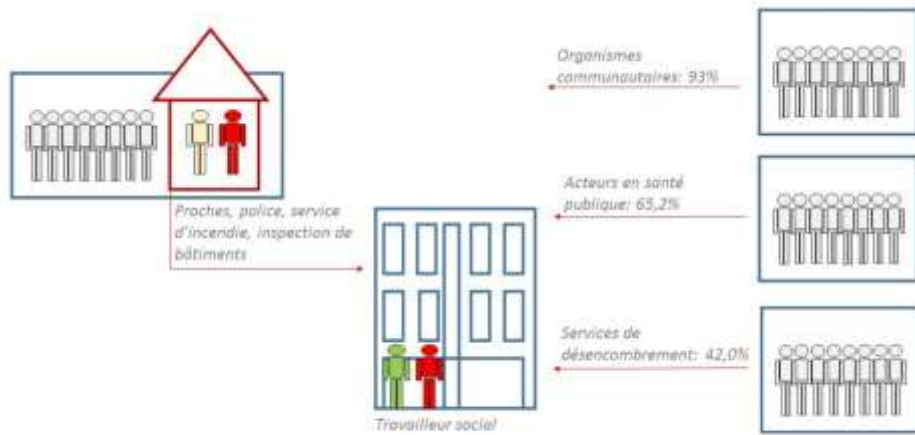 Organismes
communautaires: 93%
Proches, police, service
d'incendie, inspection de
bâtiments
Acteurs en santé
publique: 65,2%
Services de
désencombrement: 42,0%
Travailleur social